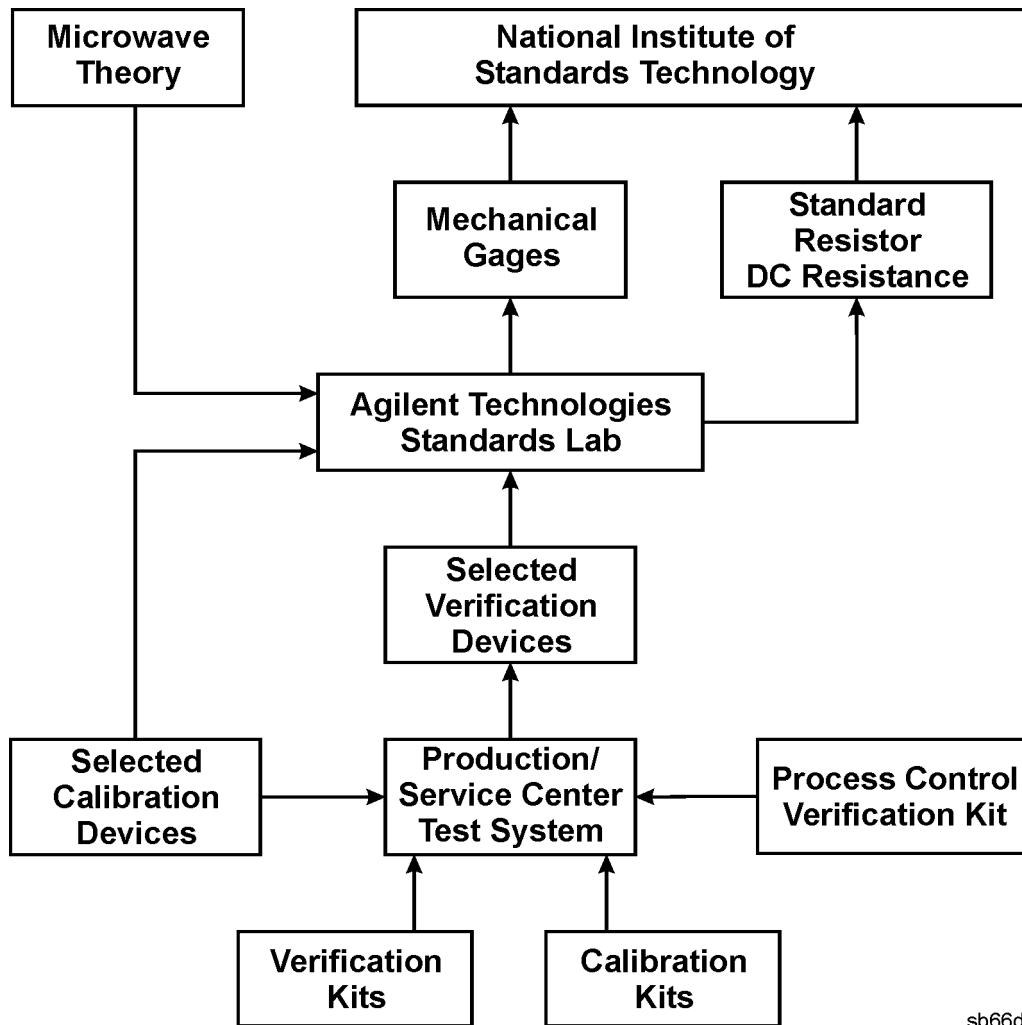 Microwave
Theory
National Institute of
Standards Technology
Mechanical
Gages
Standard
Resistor
DC Resistance
Agilent Technologies
Standards Lab
Selected
Verification
Devices
Selected
Calibration
Devices
Production/
Service Center
Test System
Process Control
Verification Kit
Verification
Kits
Calibration
Kits
sb66d